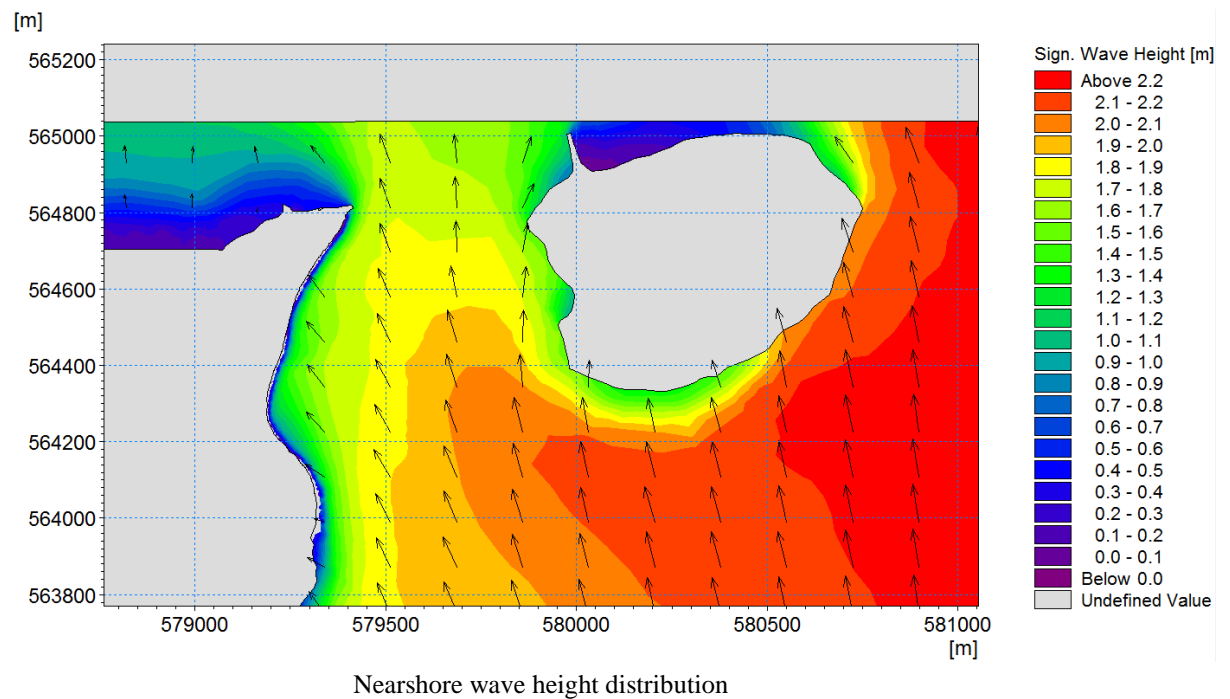 [m]
565200
565000
564800
564600
564400
564200
564000
563800
579000
579500
580000
580500
581000
[m]
Sign. Wave Height [m]
Above 2.2
2.1 - 2.2
2.0 - 2.1
1.9 - 2.0
1.8 - 1.9
1.7 - 1.8
1.6 - 1.7
1.5 - 1.6
1.4 - 1.5
1.3 - 1.4
1.2 - 1.3
1.1 - 1.2
1.0 - 1.1
0.9 - 1.0
0.8 - 0.9
0.7 - 0.8
0.6 - 0.7
0.5 - 0.6
0.4 - 0.5
0.3 - 0.4
0.2 - 0.3
0.1 - 0.2
0.0 - 0.1
Below 0.0
Undefined Value
Nearshore wave height distribution